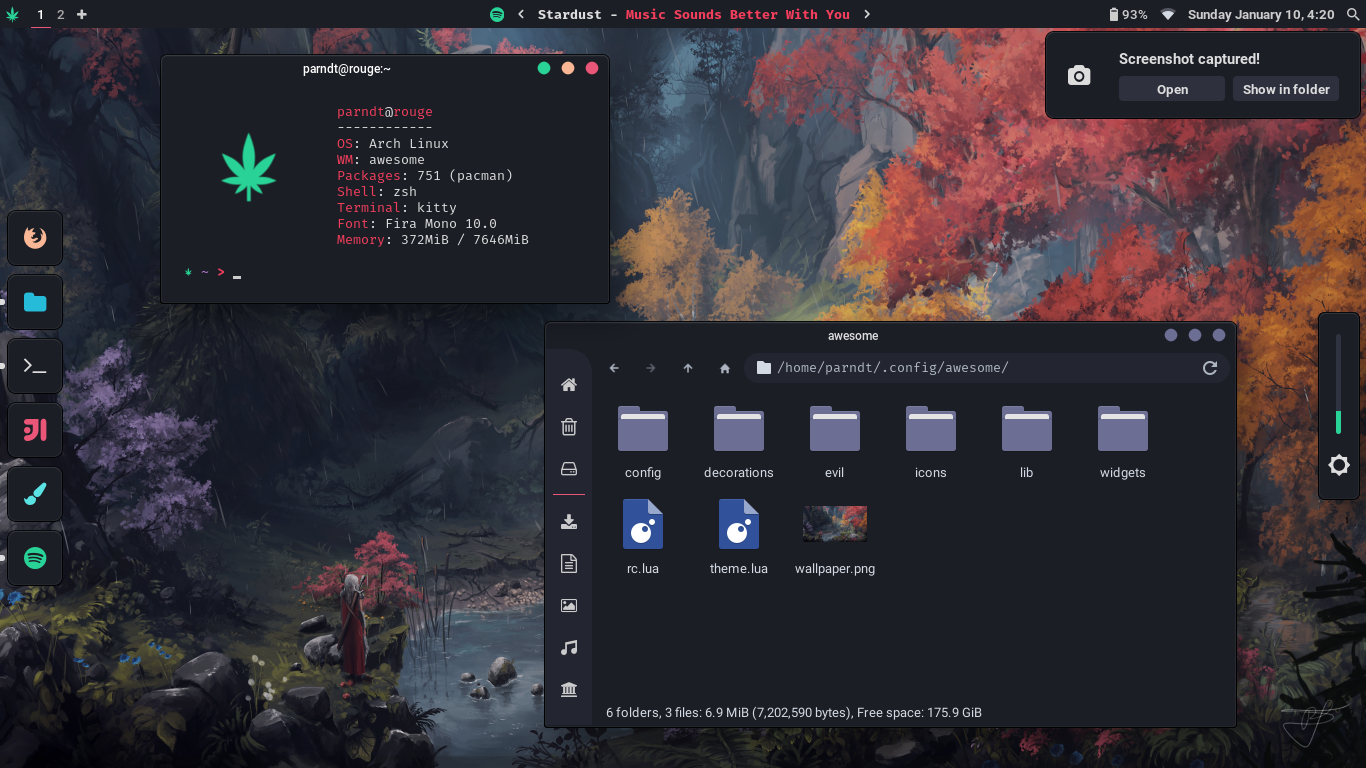 1 2 +
< Stardust - Music Sounds Better With You >
93% Sunday January 10, 4:20
Screenshot captured!
Open Show in folder
parndt@rouge:~
parndt@rouge
------------
OS: Arch Linux
WM: awesome
Packages: 751 (pacman)
Shell: zsh
Terminal: kitty
Font: Fira Mono 10.0
Memory: 372MiB / 7646MiB
~ >
awesome
/home/parndt/.config/awesome/
config decorations evil icons lib widgets
rc.lua theme.lua wallpaper.png
6 folders, 3 files: 6.9 MiB (7,202,590 bytes), Free space: 175.9 GiB